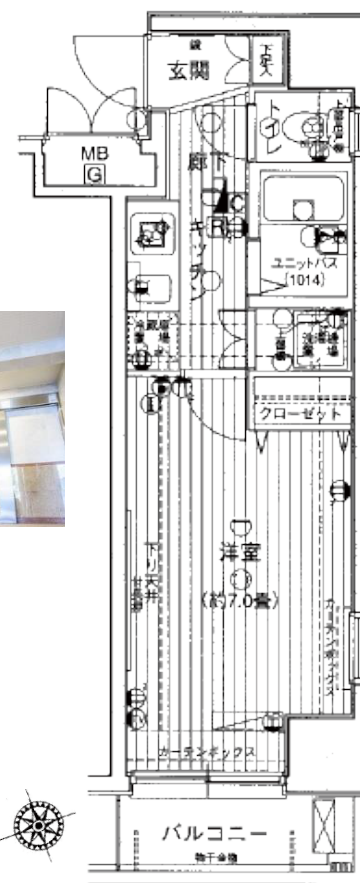 鏡
下足入
玄関
MB
G
トイレ
廊下
C
R
キッチン
ユニットバス
(1014)
冷蔵庫
置場
洗濯機
置場
クローゼット
洋室
(約7.0畳)
下り天井
カーテンボックス
カーテンボックス
バルコニー
物干金物